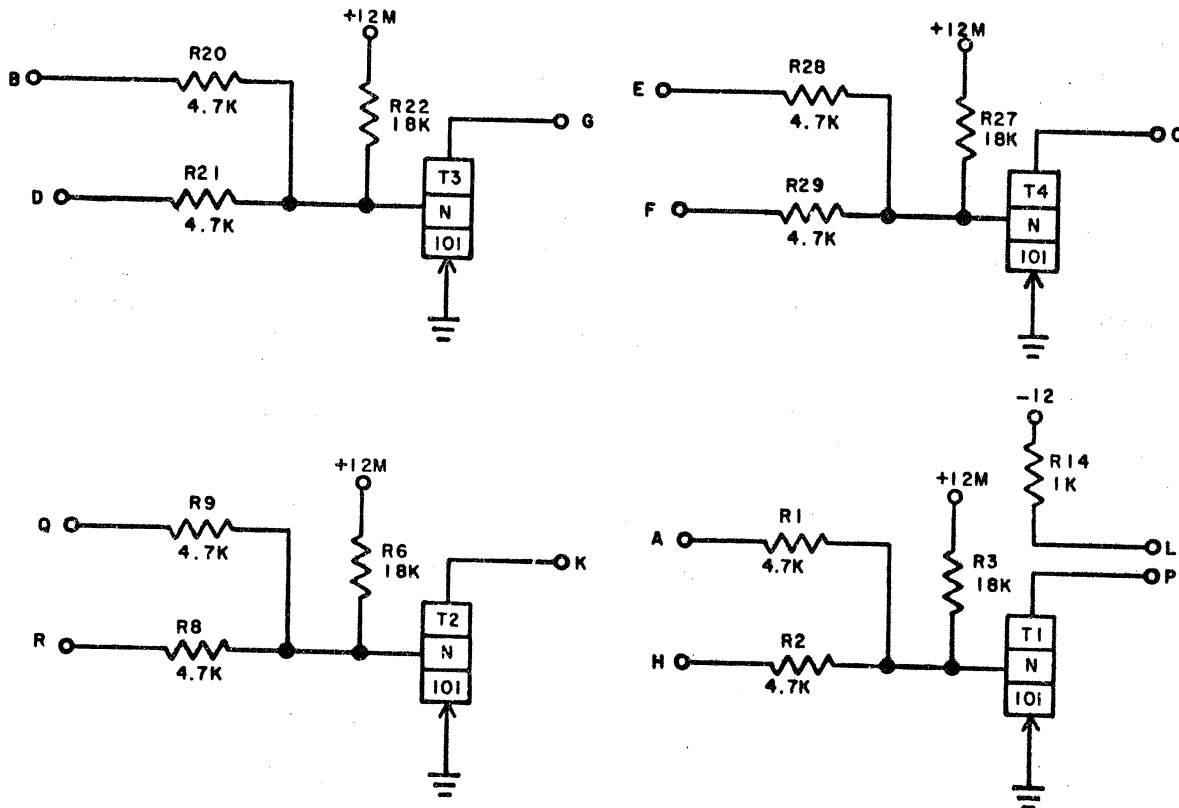 +12M
R20
B
4.7K
R22
18K
G
R21
D
4.7K
T3
N
101
+12M
R28
E
4.7K
R27
18K
R29
F
4.7K
T4
N
101
+12M
R9
Q
4.7K
R6
18K
K
R8
R
4.7K
T2
N
101
-12
R14
1K
+12M
R1
A
4.7K
R3
18K
L
P
R2
H
4.7K
T1
N
101